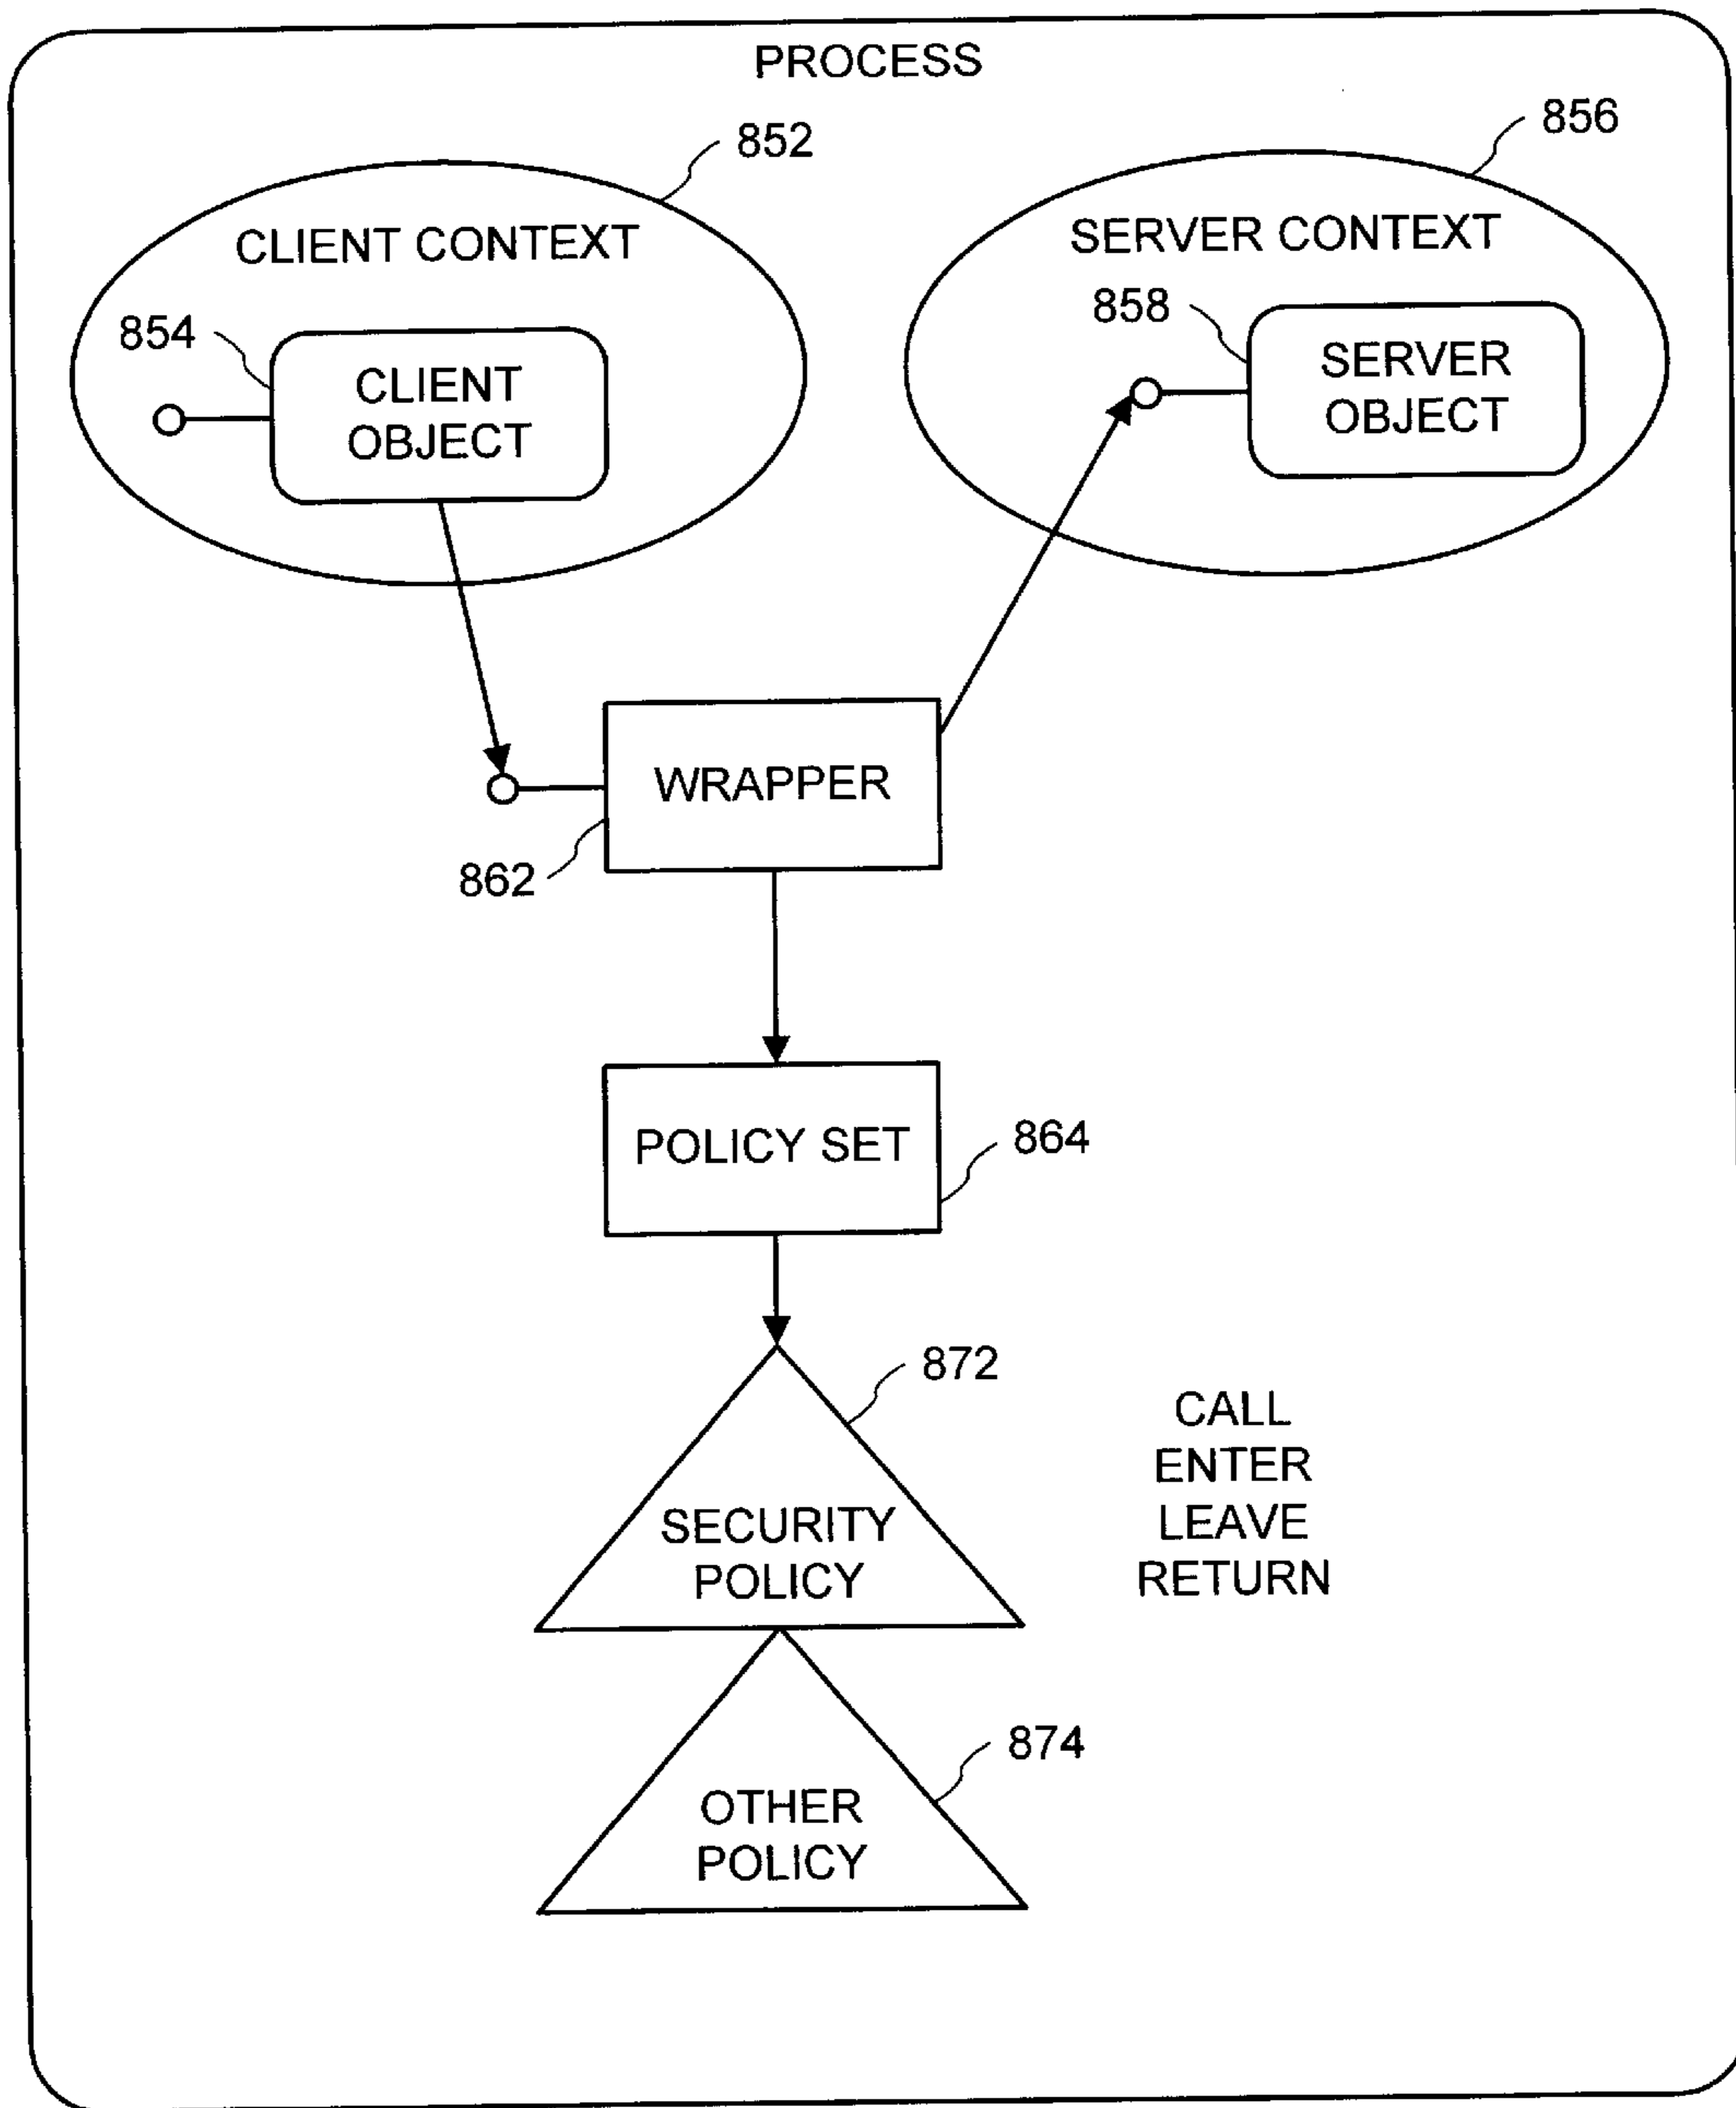 PROCESS
852
856
CLIENT CONTEXT
SERVER CONTEXT
854
858
CLIENT
OBJECT
SERVER
OBJECT
WRAPPER
862
POLICY SET
864
872
SECURITY
POLICY
CALL
ENTER
LEAVE
RETURN
874
OTHER
POLICY